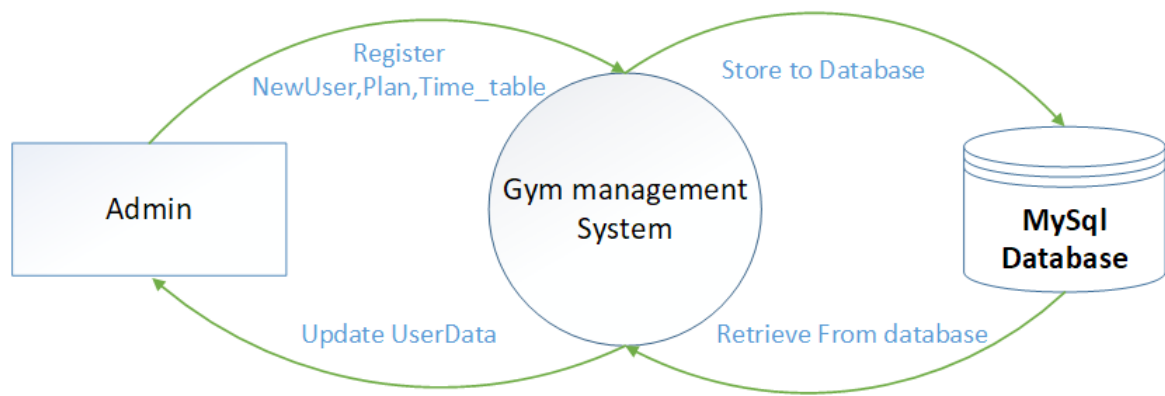 Register
NewUser,Plan,Time_table
Store to Database
Admin
Gym management
System
MySql
Database
Update UserData
Retrieve From database